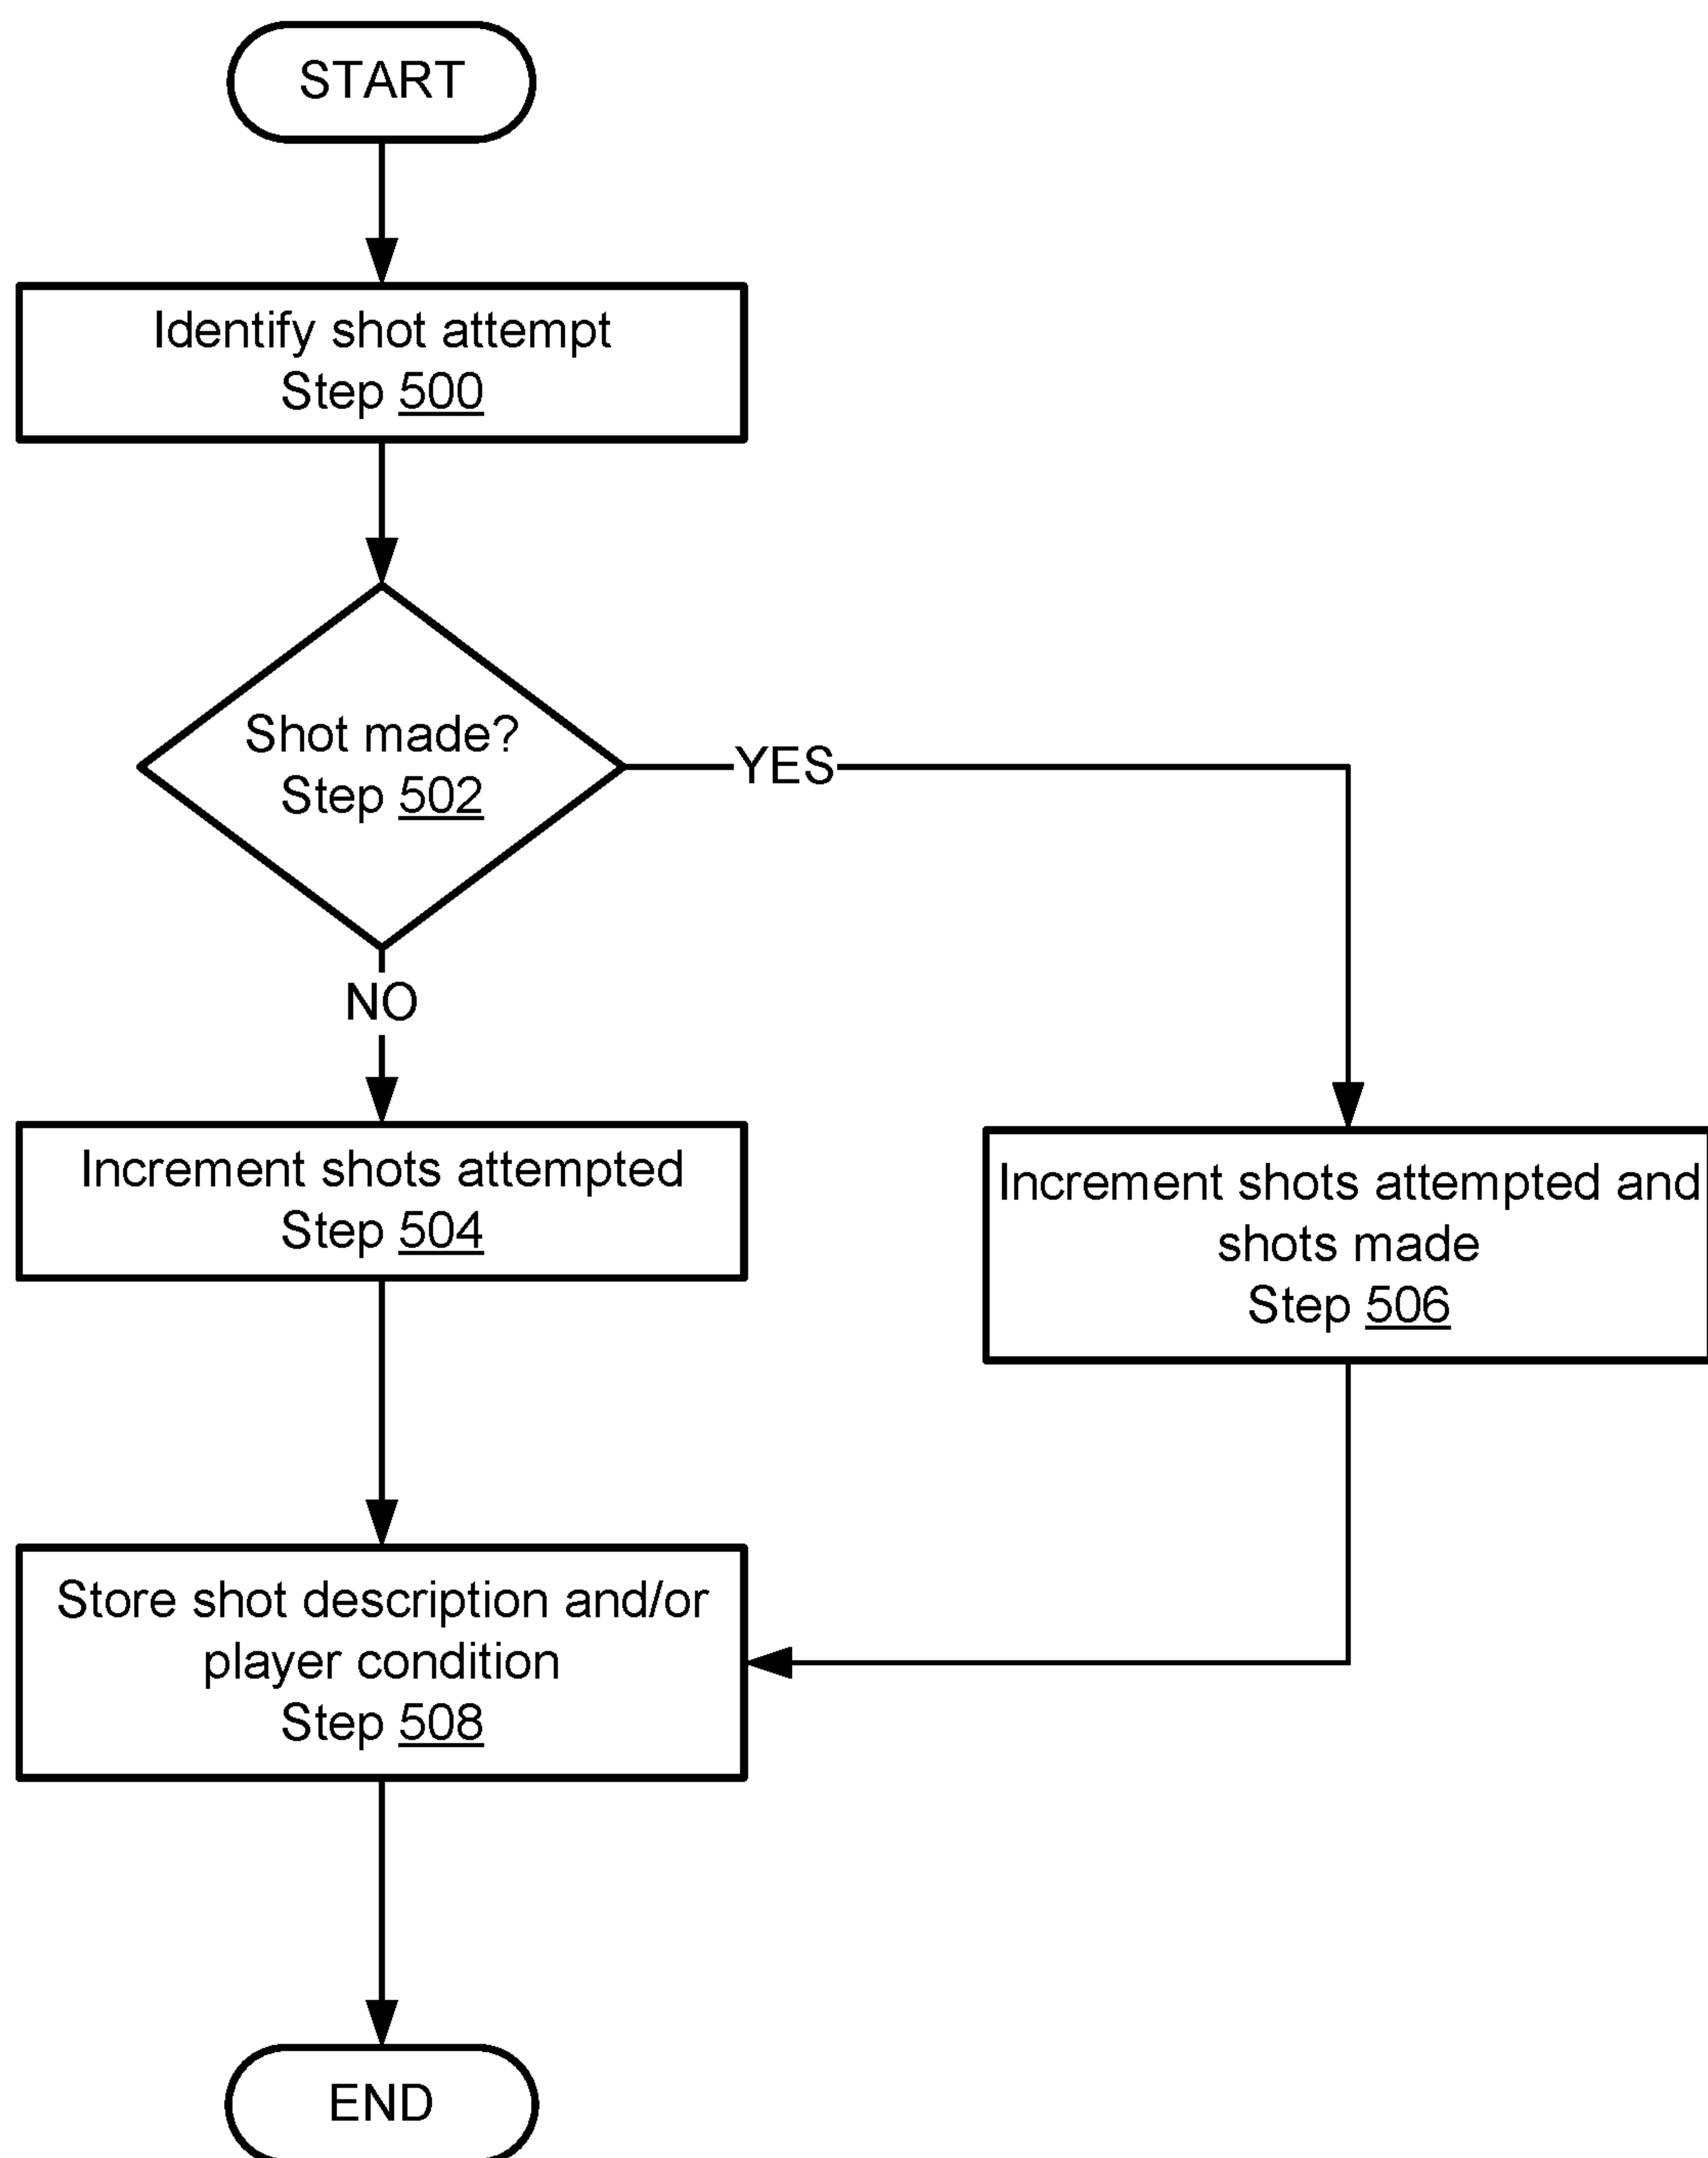 START
Identify shot attempt
Step 500
Shot made?
Step 502
YES
NO
Increment shots attempted
Step 504
Increment shots attempted and
shots made
Step 506
Store shot description and/or
player condition
Step 508
END